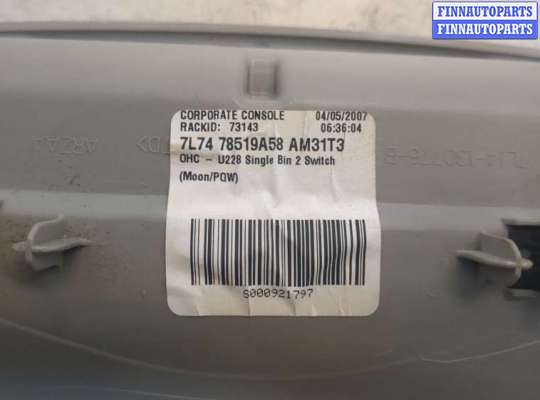 FINNAUTOPARTS
FINNAUTOPARTS
CORPORATE CONSOLE 04/05/2007
RACKID: 73143 06:36:04
7L74 78519A58 AM31T3
OHC - U228 Single Bin 2 Switch
(Moon/PQW)
S000921797